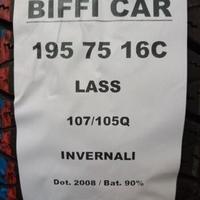 BIFFI CAR
195 75 16C
LASS
107/105Q
INVERNALI
Dot. 2008 / Bat. 90%